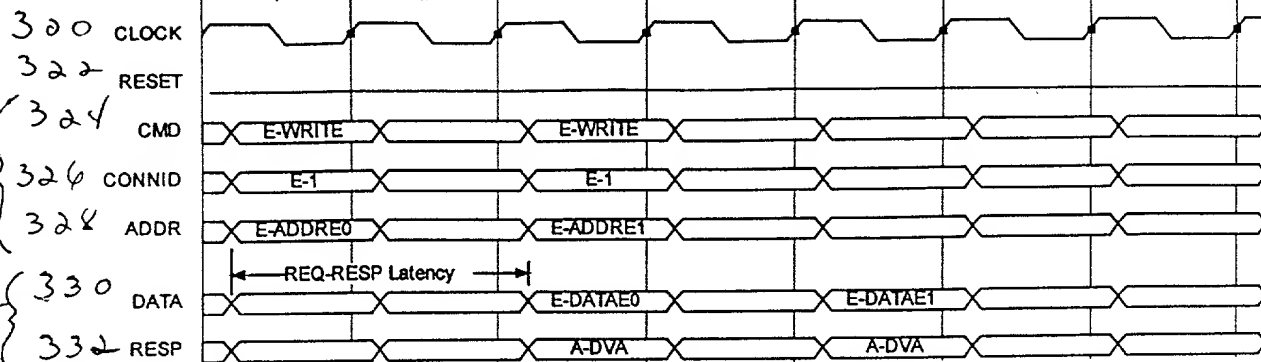 320 CLOCK
322 RESET
324 CMD E-WRITE E-WRITE
326 CONNID E-1 E-1
328 ADDR E-ADDRE0 E-ADDRE1
REQ-RESP Latency
330 DATA E-DATAE0 E-DATAE1
332 RESP A-DVA A-DVA